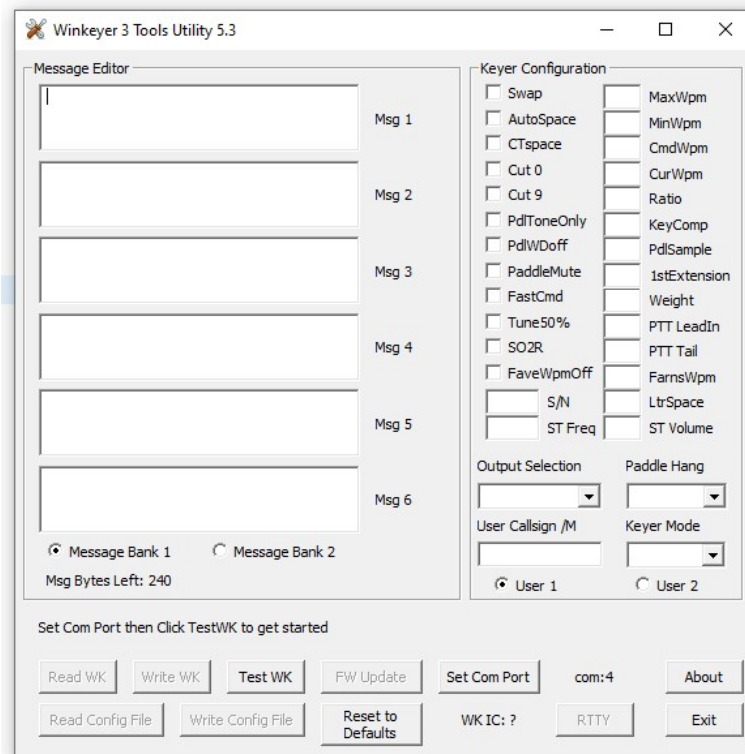 Winkeyer 3 Tools Utility 5.3
Message Editor
Msg 1
Msg 2
Msg 3
Msg 4
Msg 5
Msg 6
Message Bank 1 Message Bank 2
Msg Bytes Left: 240
Keyer Configuration
Swap MaxWpm
AutoSpace MinWpm
CTspace CmdWpm
Cut 0 CurWpm
Cut 9 Ratio
PdlToneOnly KeyComp
PdlWDoff PdlSample
PaddleMute 1stExtension
FastCmd Weight
Tune50% PTT LeadIn
SO2R PTT Tail
FaveWpmOff FarnsWpm
S/N LtrSpace
ST Freq ST Volume
Output Selection Paddle Hang
User Callsign /M Keyer Mode
User 1 User 2
Set Com Port then Click TestWK to get started
Read WK Write WK Test WK FW Update Set Com Port com:4 About
Read Config File Write Config File Reset to
Defaults WK IC: ? RTTY Exit